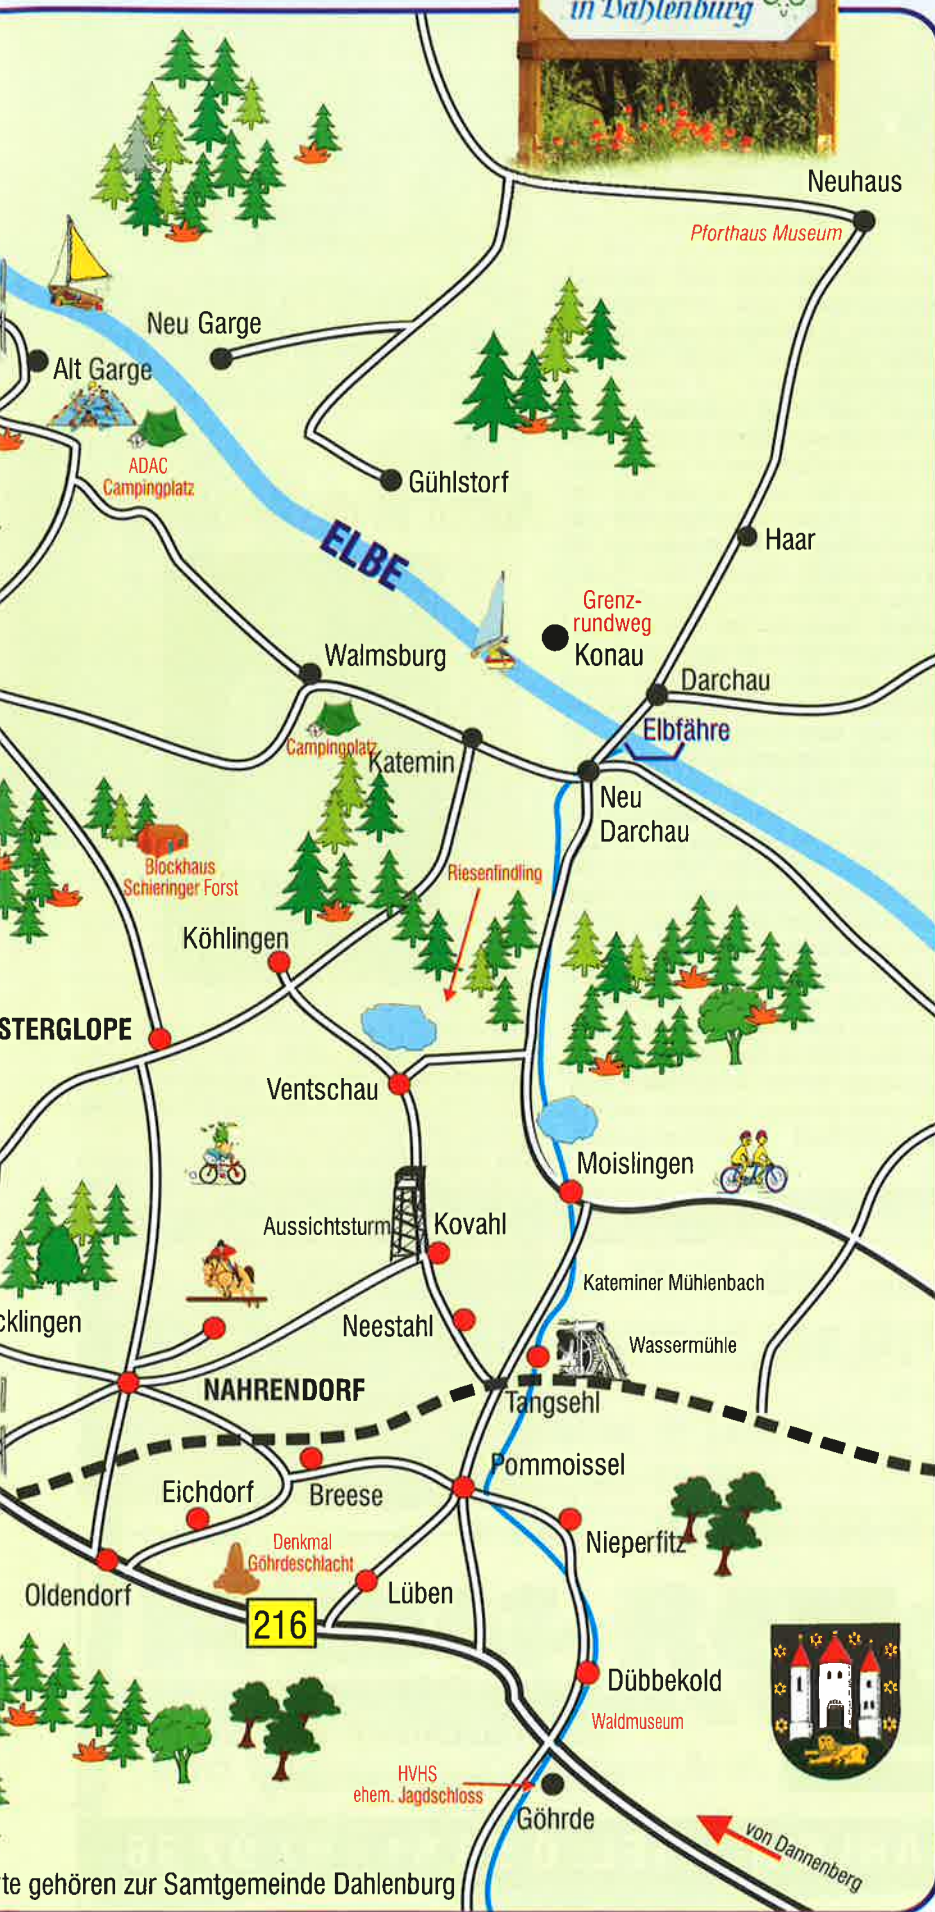 in Dahlenburg
Neuhaus
Pforthaus Museum
Neu Garge
Alt Garge
ADAC
Campingplatz
Gühlstorf
ELBE
Haar
Grenz-
rundweg
Konau
Walmsburg
Darchau
Elbfähre
Campingplatz
Katemin
Neu
Darchau
Blockhaus
Schieringer Forst
Riesenfindling
Köhlingen
STERGLOPE
Ventschau
Moislingen
Aussichtsturm
Kovahl
Kateminer Mühlenbach
cklingen
Neestahl
Wassermühle
NAHRENDORF
Tangsehl
Pommoissel
Eichdorf
Breese
Nieperfitz
Denkmal
Göhrdeschlacht
Oldendorf
Lüben
216
Dübbekold
Waldmuseum
HVHS
ehem. Jagdschloss
Göhrde
von Dannenberg
te gehören zur Samtgemeinde Dahlenburg